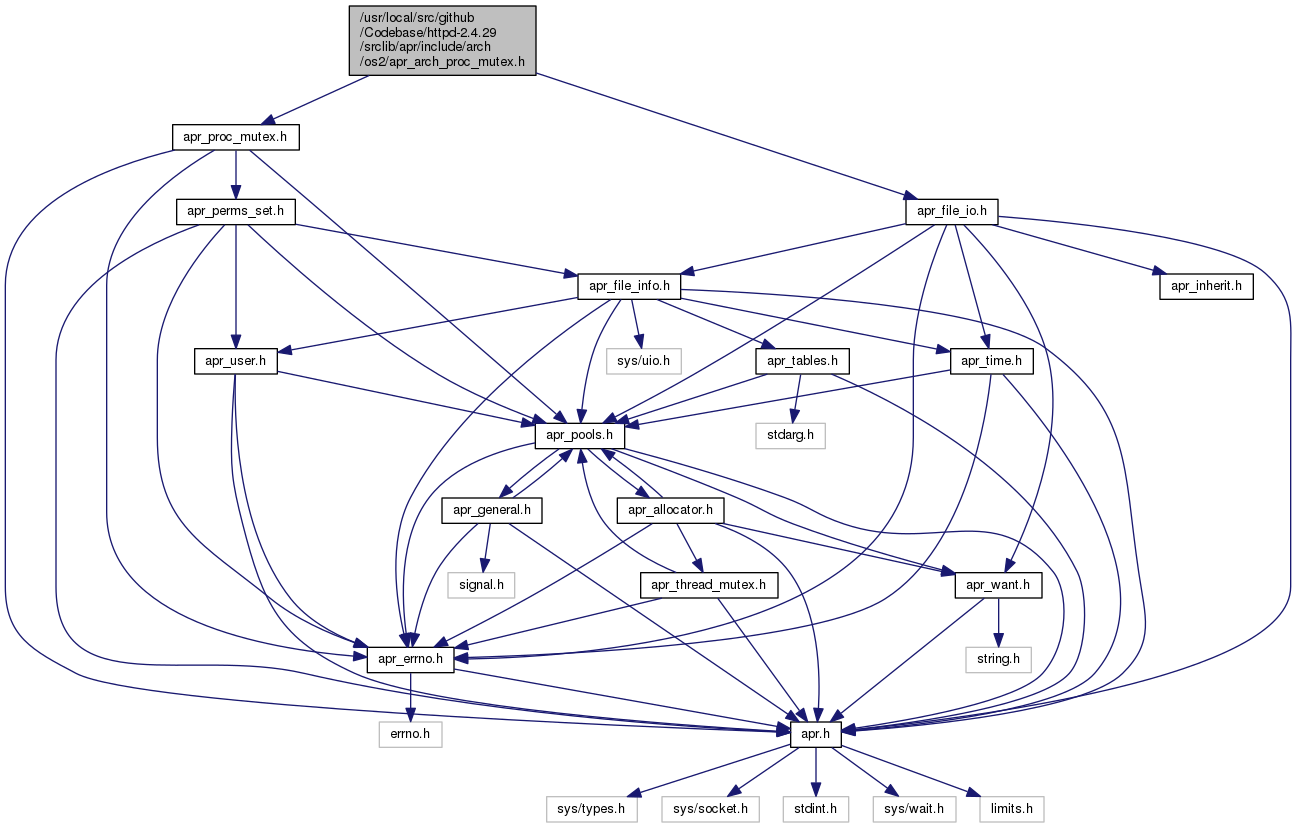 /usr/local/src/github
/Codebase/httpd-2.4.29
/srclib/apr/include/arch
/os2/apr_arch_proc_mutex.h
apr_proc_mutex.h
apr_perms_set.h
apr_file_io.h
apr_file_info.h
apr_inherit.h
apr_user.h
sys/uio.h
apr_tables.h
apr_time.h
apr_pools.h
stdarg.h
apr_general.h
apr_allocator.h
signal.h
apr_thread_mutex.h
apr_want.h
apr_errno.h
string.h
errno.h
apr.h
sys/types.h
sys/socket.h
stdint.h
sys/wait.h
limits.h